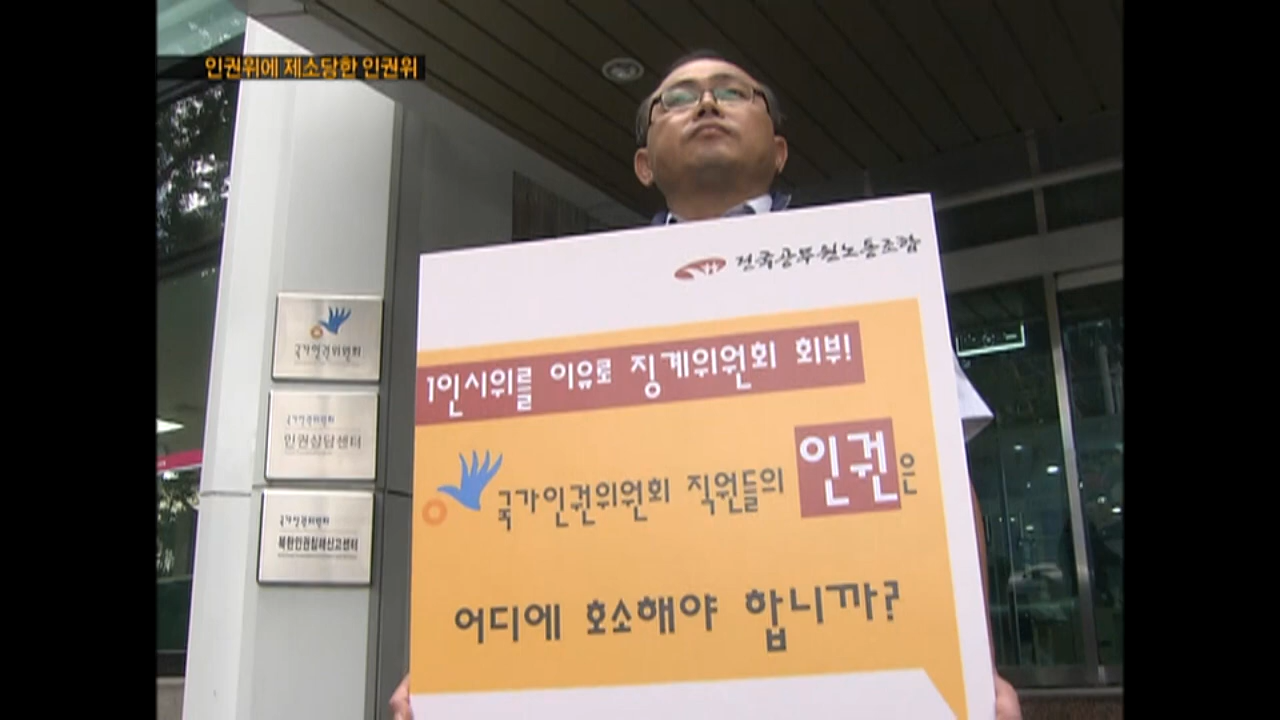 인권위에 제소당한 인권위
전국공무원노동조합
1인시위를 이유로 징계위원회 회부!
국가인권위원회 직원들의 인권은
어디에 호소해야 합니까?
국가인권위원회
국가인권위원회
인권상담센터
국가인권위원회
북한인권침해신고센터